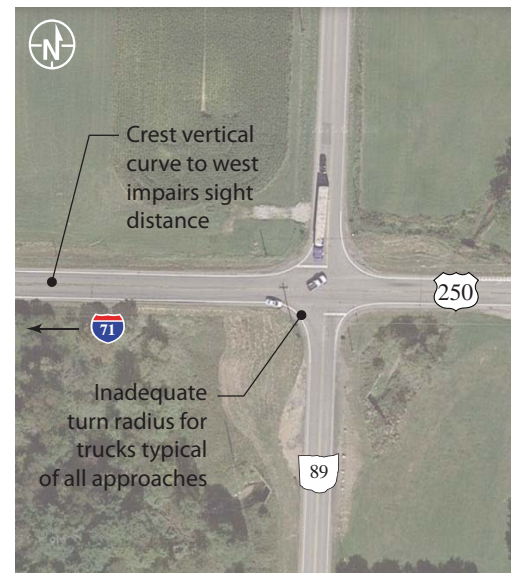 N
Crest vertical
curve to west
impairs sight
distance
250
71
Inadequate
turn radius for
trucks typical
of all approaches
89